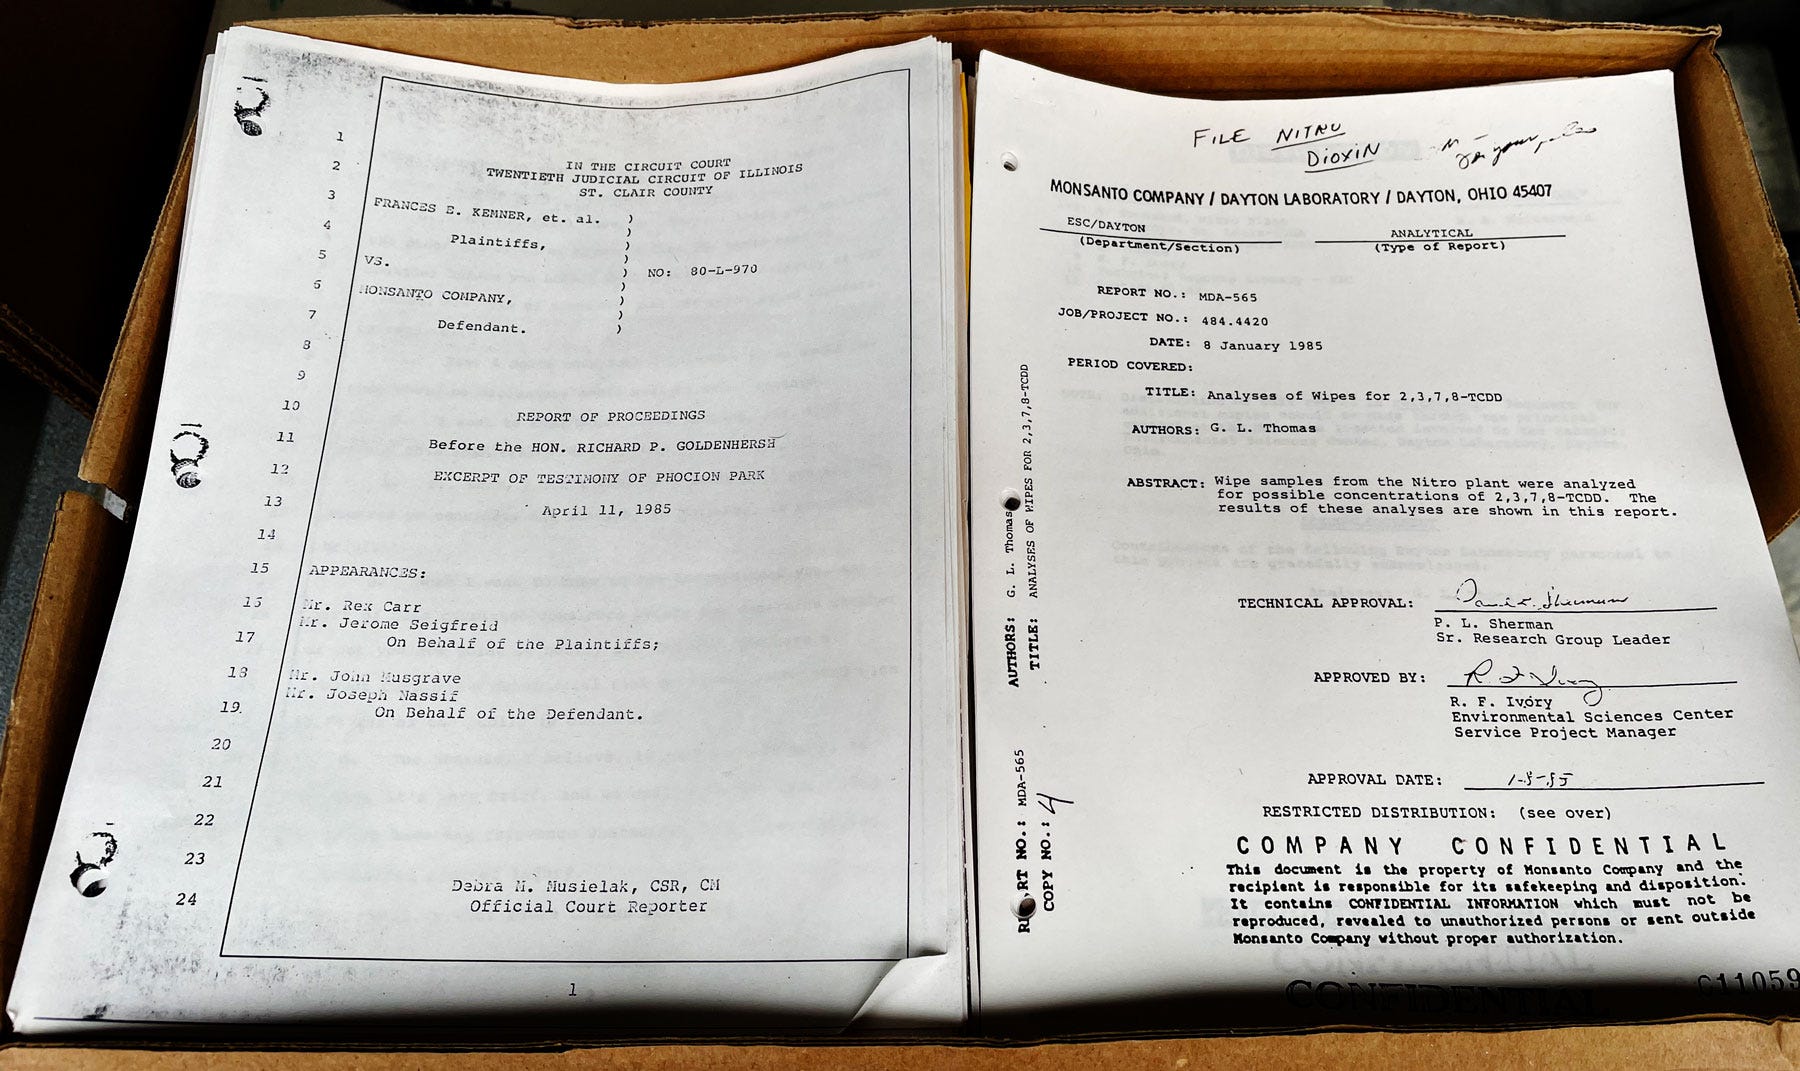 1
2
3
4
5
6
7
8
9
10
11
12
13
14
15
15
17
18
19
20
21
22
23
24
IN THE CIRCUIT COURT
TWENTIETH JUDICIAL CIRCUIT OF ILLINOIS
ST. CLAIR COUNTY
FRANCES E. KEMNER, et. al. )
Plaintiffs, )
VS. ) NO: 80-L-970
MONSANTO COMPANY, )
Defendant. )
REPORT OF PROCEEDINGS
Before the HON. RICHARD P. GOLDENHERSH
EXCERPT OF TESTIMONY OF PHOCION PARK
April 11, 1985
APPEARANCES:
Mr. Rex Carr
Mr. Jerome Seigfreid
On Behalf of the Plaintiffs;
Mr. John Musgrave
Mr. Joseph Nassif
On Behalf of the Defendant.
Debra M. Musielak, CSR, CM
Official Court Reporter
1
FILE NITRO
DIOXIN
MONSANTO COMPANY / DAYTON LABORATORY / DAYTON, OHIO 45407
ESC/DAYTON ANALYTICAL
(Department/Section) (Type of Report)
REPORT NO.: MDA-565
JOB/PROJECT NO.: 484.4420
DATE: 8 January 1985
PERIOD COVERED:
TITLE: Analyses of Wipes for 2,3,7,8-TCDD
AUTHORS: G. L. Thomas
ABSTRACT: Wipe samples from the Nitro plant were analyzed
for possible concentrations of 2,3,7,8-TCDD. The
results of these analyses are shown in this report.
TECHNICAL APPROVAL:
P. L. Sherman
Sr. Research Group Leader
APPROVED BY:
R. F. Ivory
Environmental Sciences Center
Service Project Manager
APPROVAL DATE: 1-8-85
RESTRICTED DISTRIBUTION: (see over)
COMPANY CONFIDENTIAL
This document is the property of Monsanto Company and the
recipient is responsible for its safekeeping and disposition.
It contains CONFIDENTIAL INFORMATION which must not be
reproduced, revealed to unauthorized persons or sent outside
Monsanto Company without proper authorization.
CONFIDENTIAL
C11059
AUTHORS: G. L. Thomas
TITLE: ANALYSES OF WIPES FOR 2,3,7,8-TCDD
RT NO.: MDA-565
COPY NO.: 4